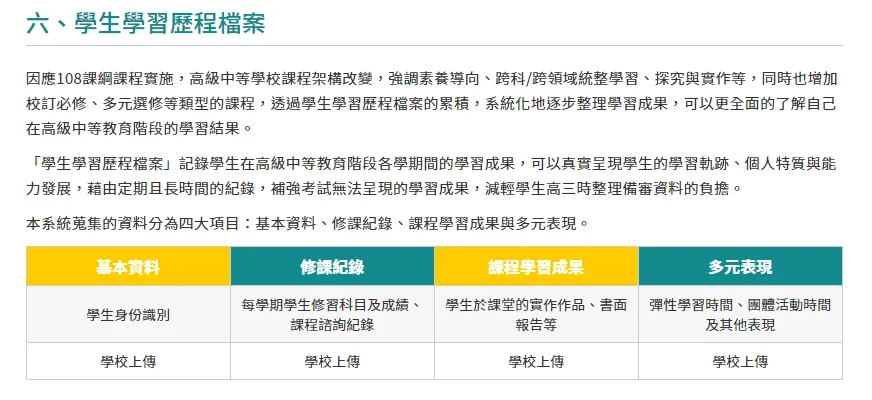 六、學生學習歷程檔案
因應108課綱課程實施，高級中等學校課程架構改變，強調素養導向、跨科/跨領域統整學習、探究與實作等，同時也增加
校訂必修、多元選修等類型的課程，透過學生學習歷程檔案的累積，系統化地逐步整理學習成果，可以更全面的了解自己
在高級中等教育階段的學習結果。
「學生學習歷程檔案」記錄學生在高級中等教育階段各學期間的學習成果，可以真實呈現學生的學習軌跡、個人特質與能
力發展，藉由定期且長時間的紀錄，補強考試無法呈現的學習成果，減輕學生高三時整理備審資料的負擔。
本系統蒐集的資料分為四大項目：基本資料、修課紀錄、課程學習成果與多元表現。
基本資料 修課紀錄 課程學習成果 多元表現
學生身份識別
每學期學生修習科目及成績、
課程諮詢紀錄
學生於課堂的實作作品、書面
報告等
彈性學習時間、團體活動時間
及其他表現
學校上傳 學校上傳 學校上傳 學校上傳